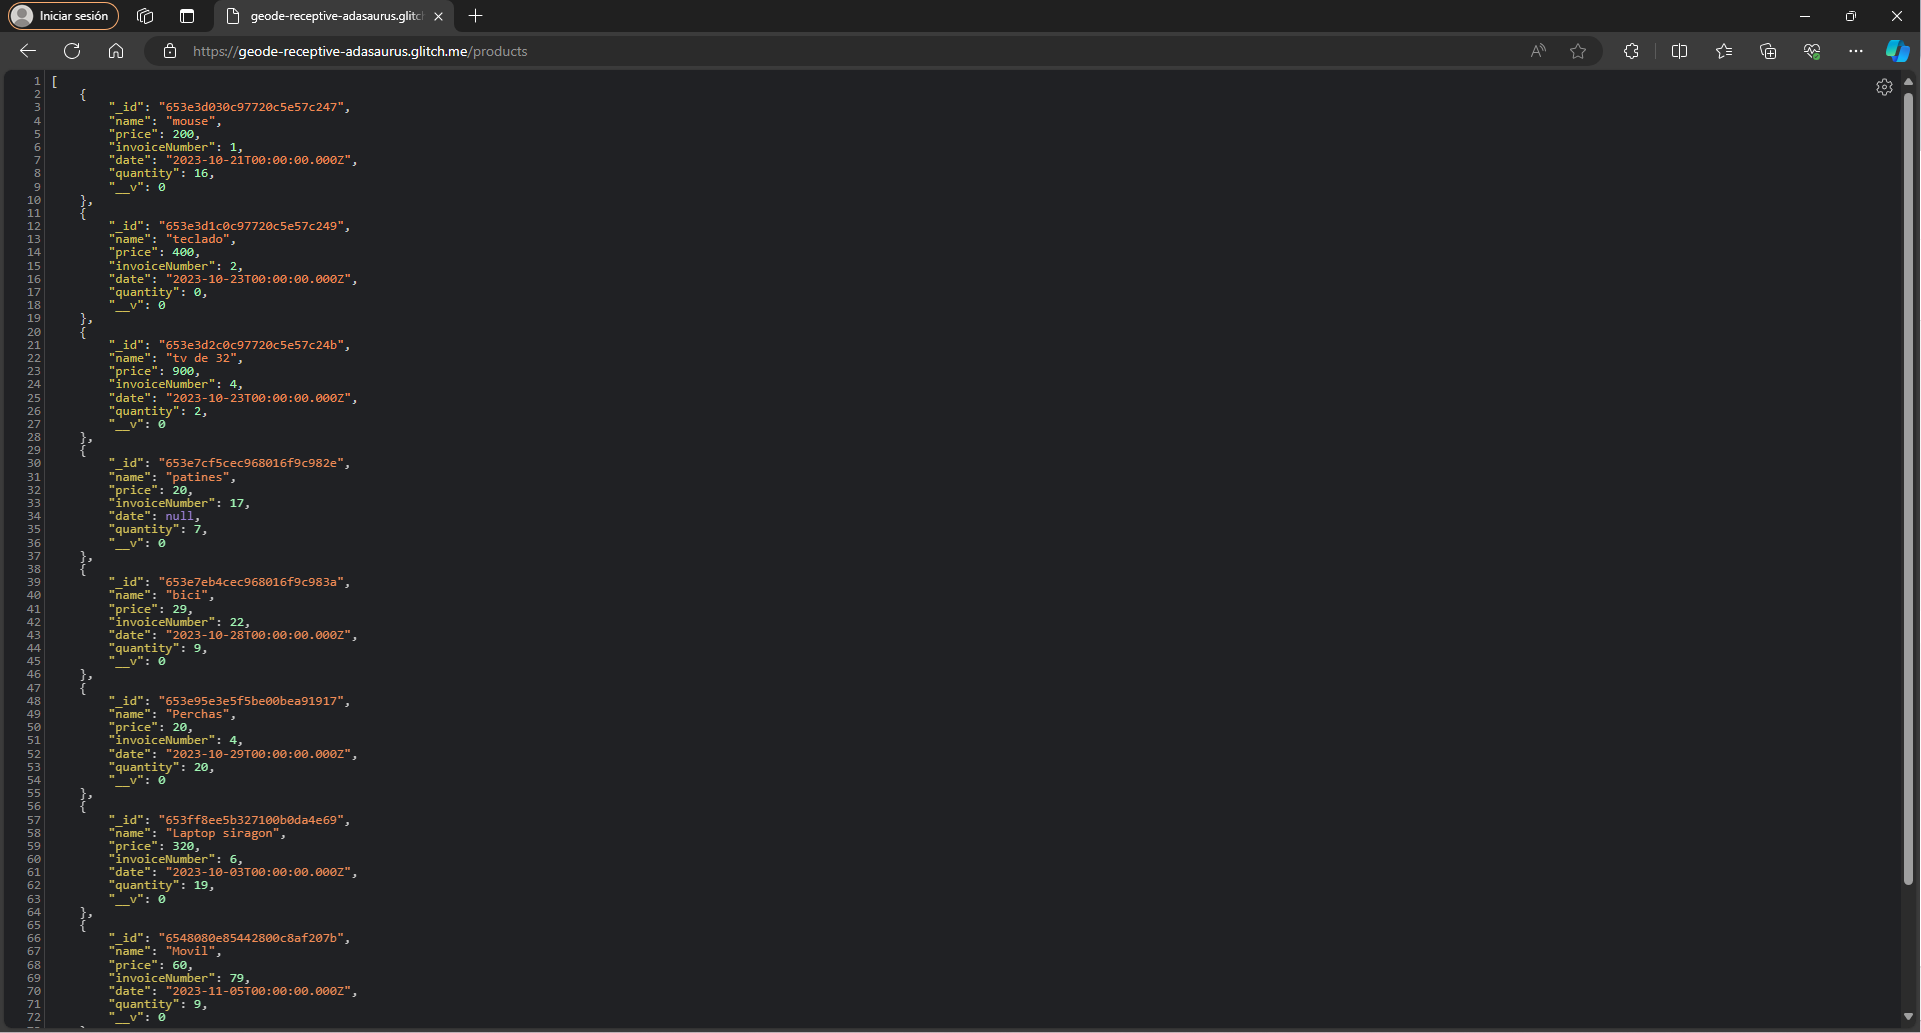 Iniciar sesión
geode-receptive-adasaurus.glitc
https://geode-receptive-adasaurus.glitch.me/products
1 [
2 {
3 "_id": "653e3d030c97720c5e57c247",
4 "name": "mouse",
5 "price": 200,
6 "invoiceNumber": 1,
7 "date": "2023-10-21T00:00:00.000Z",
8 "quantity": 16,
9 "__v": 0
10 },
11 {
12 "_id": "653e3d1c0c97720c5e57c249",
13 "name": "teclado",
14 "price": 400,
15 "invoiceNumber": 2,
16 "date": "2023-10-23T00:00:00.000Z",
17 "quantity": 0,
18 "__v": 0
19 },
20 {
21 "_id": "653e3d2c0c97720c5e57c24b",
22 "name": "tv de 32",
23 "price": 900,
24 "invoiceNumber": 4,
25 "date": "2023-10-23T00:00:00.000Z",
26 "quantity": 2,
27 "__v": 0
28 },
29 {
30 "_id": "653e7cf5cec968016f9c982e",
31 "name": "patines",
32 "price": 20,
33 "invoiceNumber": 17,
34 "date": null,
35 "quantity": 7,
36 "__v": 0
37 },
38 {
39 "_id": "653e7eb4cec968016f9c983a",
40 "name": "bici",
41 "price": 29,
42 "invoiceNumber": 22,
43 "date": "2023-10-28T00:00:00.000Z",
44 "quantity": 9,
45 "__v": 0
46 },
47 {
48 "_id": "653e95e3e5f5be00bea91917",
49 "name": "Perchas",
50 "price": 20,
51 "invoiceNumber": 4,
52 "date": "2023-10-29T00:00:00.000Z",
53 "quantity": 20,
54 "__v": 0
55 },
56 {
57 "_id": "653ff8ee5b327100b0da4e69",
58 "name": "Laptop siragon",
59 "price": 320,
60 "invoiceNumber": 6,
61 "date": "2023-10-03T00:00:00.000Z",
62 "quantity": 19,
63 "__v": 0
64 },
65 {
66 "_id": "6548080e85442800c8af207b",
67 "name": "Movil",
68 "price": 60,
69 "invoiceNumber": 79,
70 "date": "2023-11-05T00:00:00.000Z",
71 "quantity": 9,
72 "__v": 0